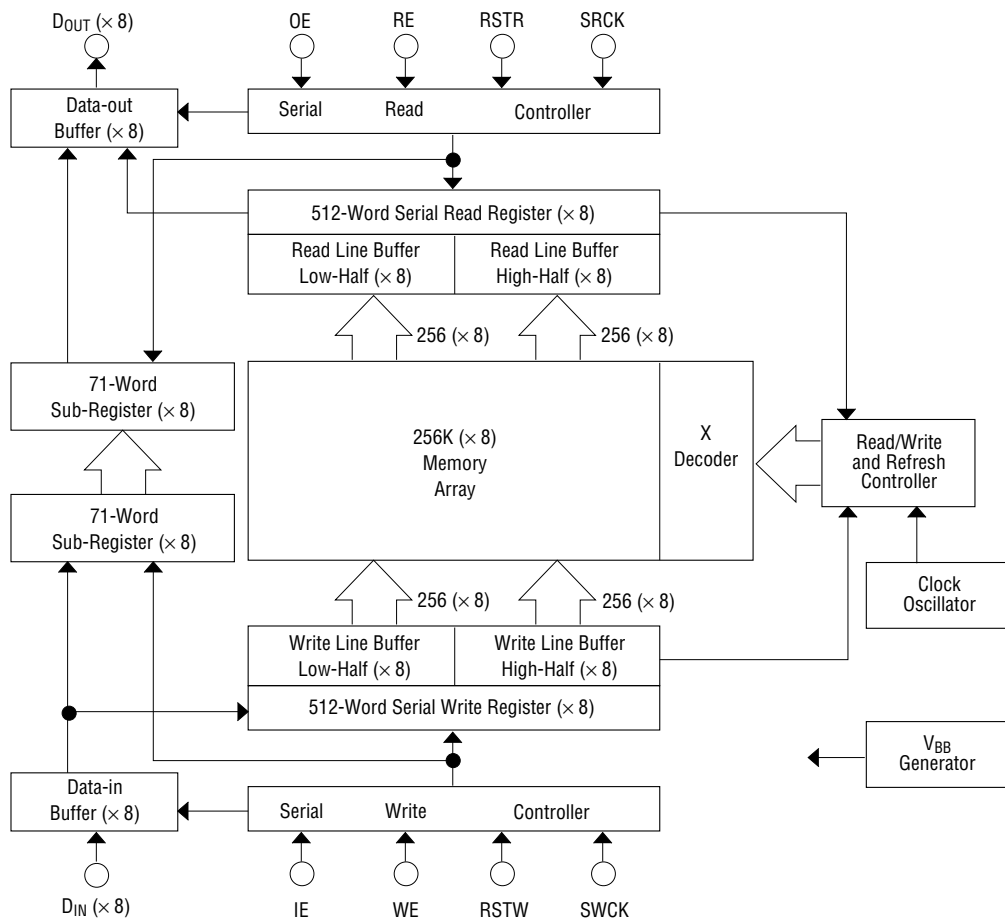 DOUT (× 8)
OE RE RSTR SRCK
Data-out
Buffer (× 8)
Serial Read Controller
512-Word Serial Read Register (× 8)
Read Line Buffer
Low-Half (× 8)
Read Line Buffer
High-Half (× 8)
256 (× 8)
256 (× 8)
71-Word
Sub-Register (× 8)
256K (× 8)
Memory
Array
X
Decoder
Read/Write
and Refresh
Controller
71-Word
Sub-Register (× 8)
Clock
Oscillator
256 (× 8)
256 (× 8)
Write Line Buffer
Low-Half (× 8)
Write Line Buffer
High-Half (× 8)
512-Word Serial Write Register (× 8)
VBB
Generator
Data-in
Buffer (× 8)
Serial Write Controller
DIN (× 8)
IE WE RSTW SWCK